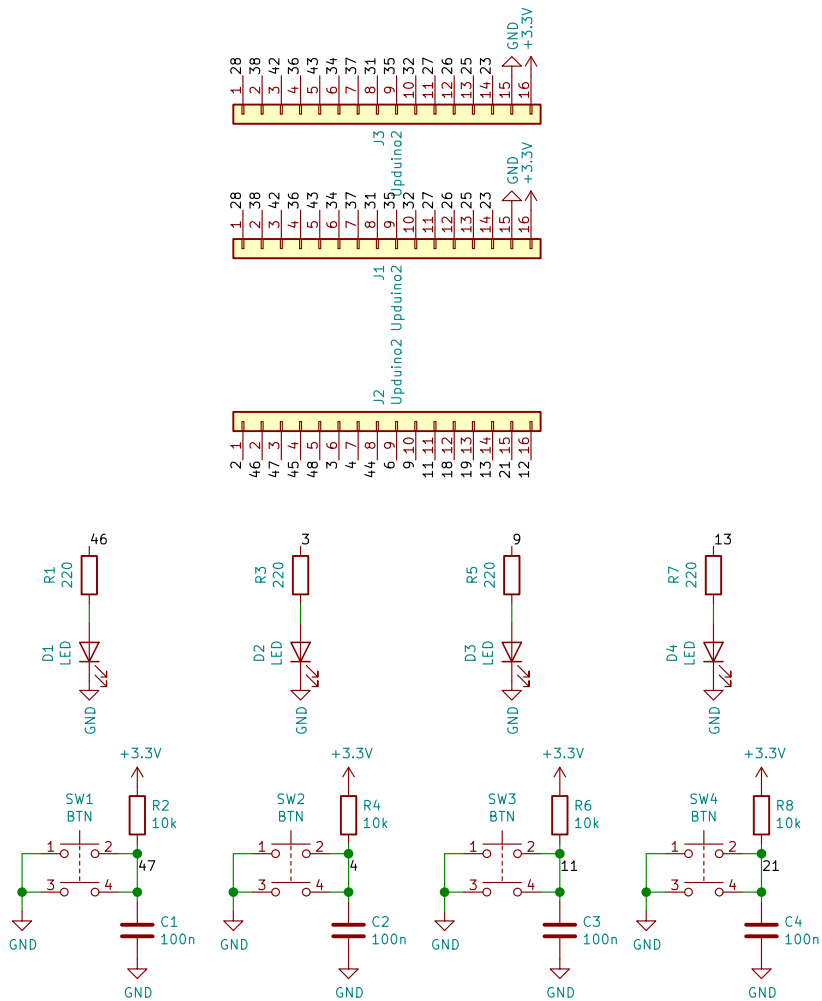 GND +3.3V
28 38 42 36 43 34 37 31 35 32 27 26 25 23
1 2 3 4 5 6 7 8 9 10 11 12 13 14 15 16
J3
Upduino2
GND +3.3V
28 38 42 36 43 34 37 31 35 32 27 26 25 23
1 2 3 4 5 6 7 8 9 10 11 12 13 14 15 16
J1
Upduino2
J2
Upduino2
1 2 3 4 5 6 7 8 9 10 11 12 13 14 15 16
2 46 47 45 48 3 4 44 6 9 11 18 19 13 21 12
46 3 9 13
R1 220 R3 220 R5 220 R7 220
D1 LED D2 LED D3 LED D4 LED
GND GND GND GND
+3.3V +3.3V +3.3V +3.3V
SW1 R2 SW2 R4 SW3 R6 SW4 R8
BTN 10k BTN 10k BTN 10k BTN 10k
1 2 1 2 1 2 1 2
47 4 11 21
3 4 3 4 3 4 3 4
C1 C2 C3 C4
GND 100n GND 100n GND 100n GND 100n
GND GND GND GND